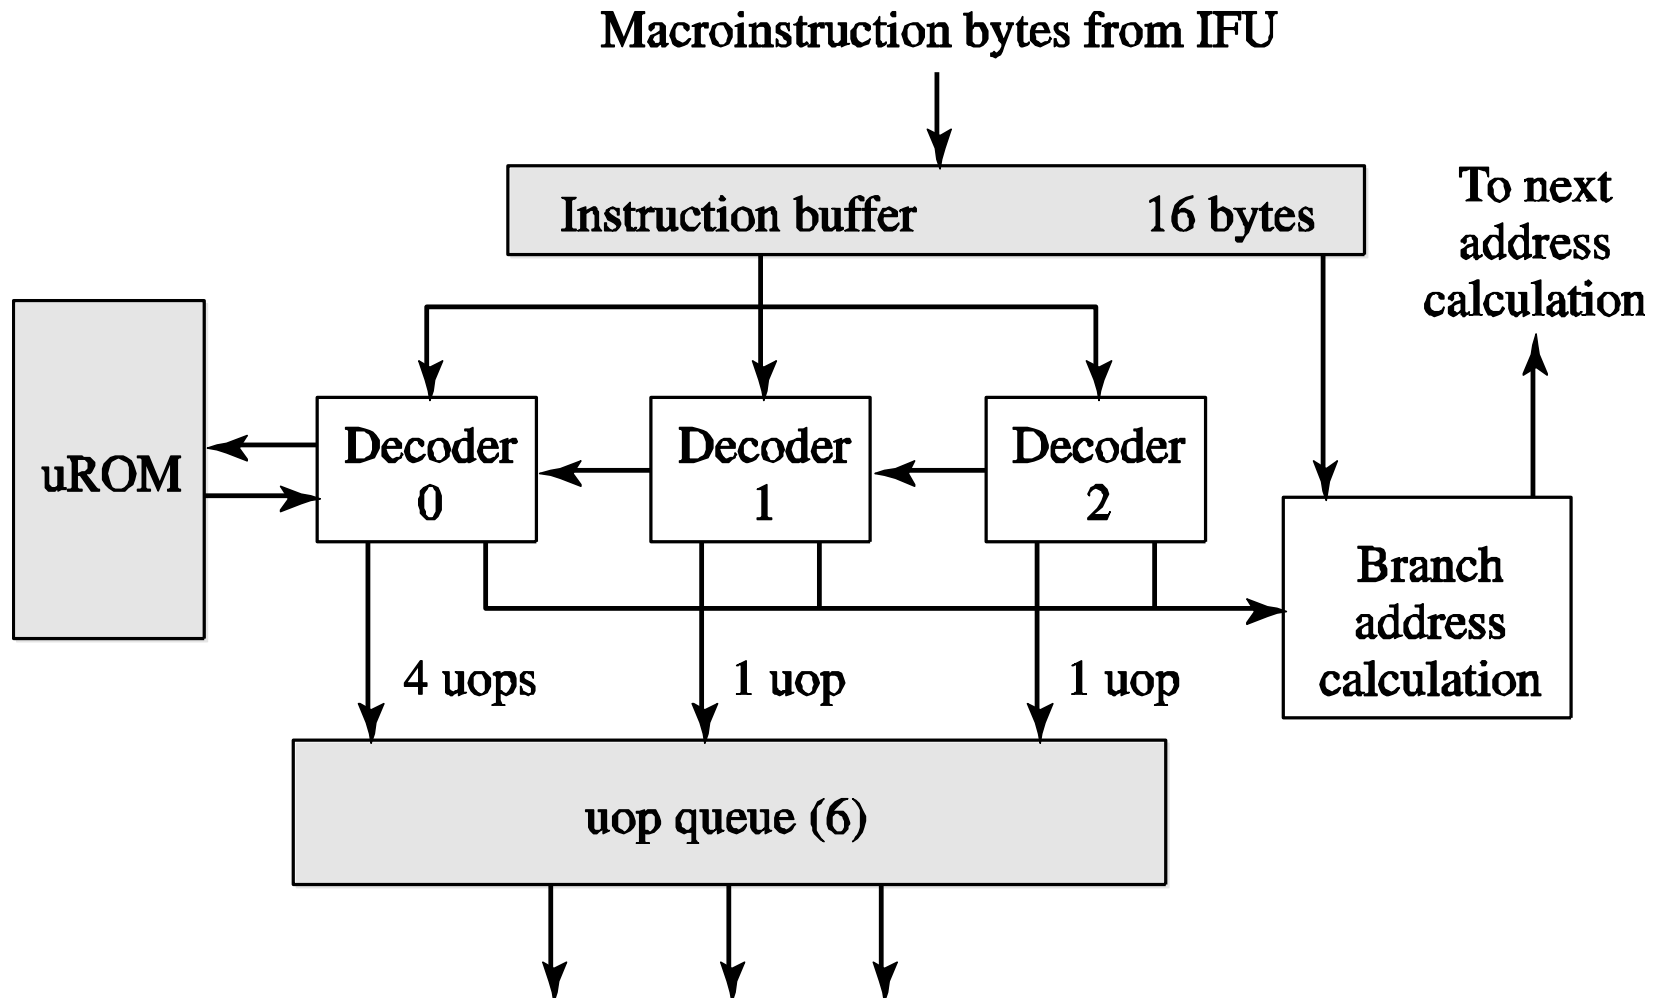 Macroinstruction bytes from IFU
Instruction buffer 16 bytes
To next
address
calculation
uROM
Decoder
0
Decoder
1
Decoder
2
Branch
address
calculation
4 uops
1 uop
1 uop
uop queue (6)